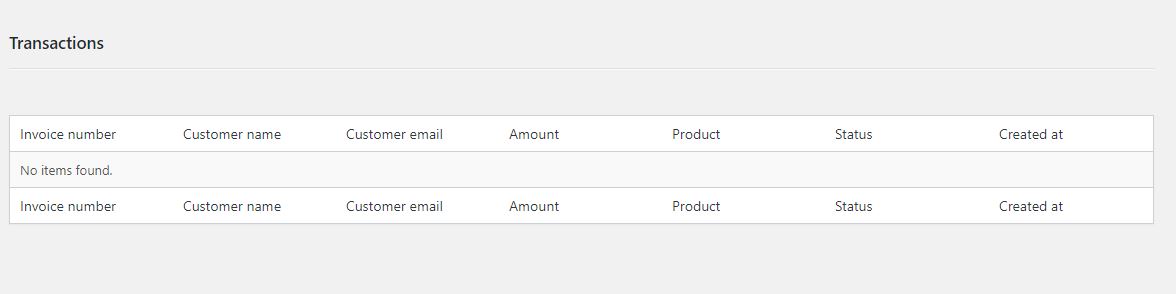 Transactions
Invoice number Customer name Customer email Amount Product Status Created at
No items found.
Invoice number Customer name Customer email Amount Product Status Created at